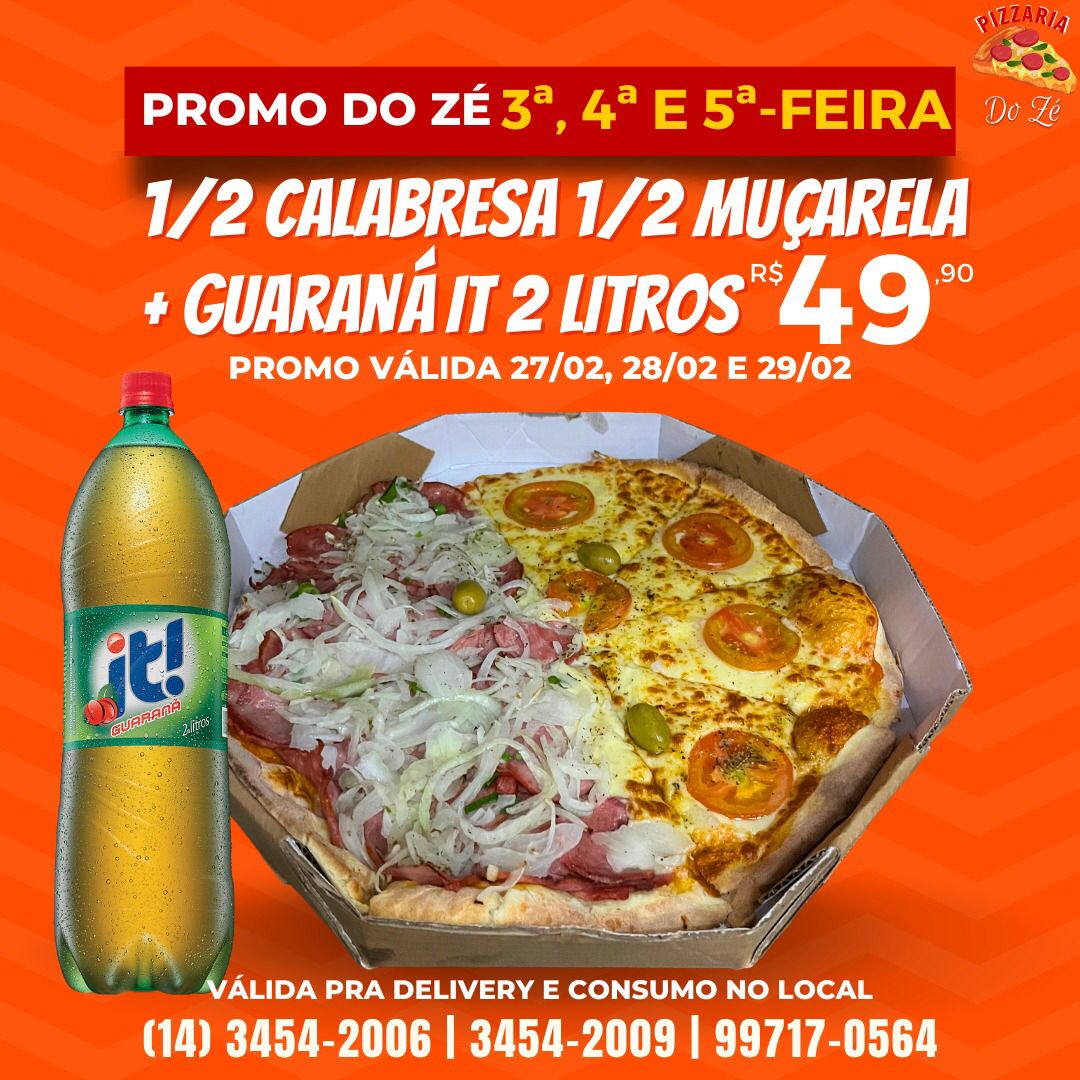 PIZZARIA
Do Zé
PROMO DO ZÉ 3ª, 4ª E 5ª-FEIRA
1/2 CALABRESA 1/2 MUÇARELA
+ GUARANÁ IT 2 LITROS R$49,90
PROMO VÁLIDA 27/02, 28/02 E 29/02
it!
GUARANÁ
2 litros
VÁLIDA PRA DELIVERY E CONSUMO NO LOCAL
(14) 3454-2006 | 3454-2009 | 99717-0564